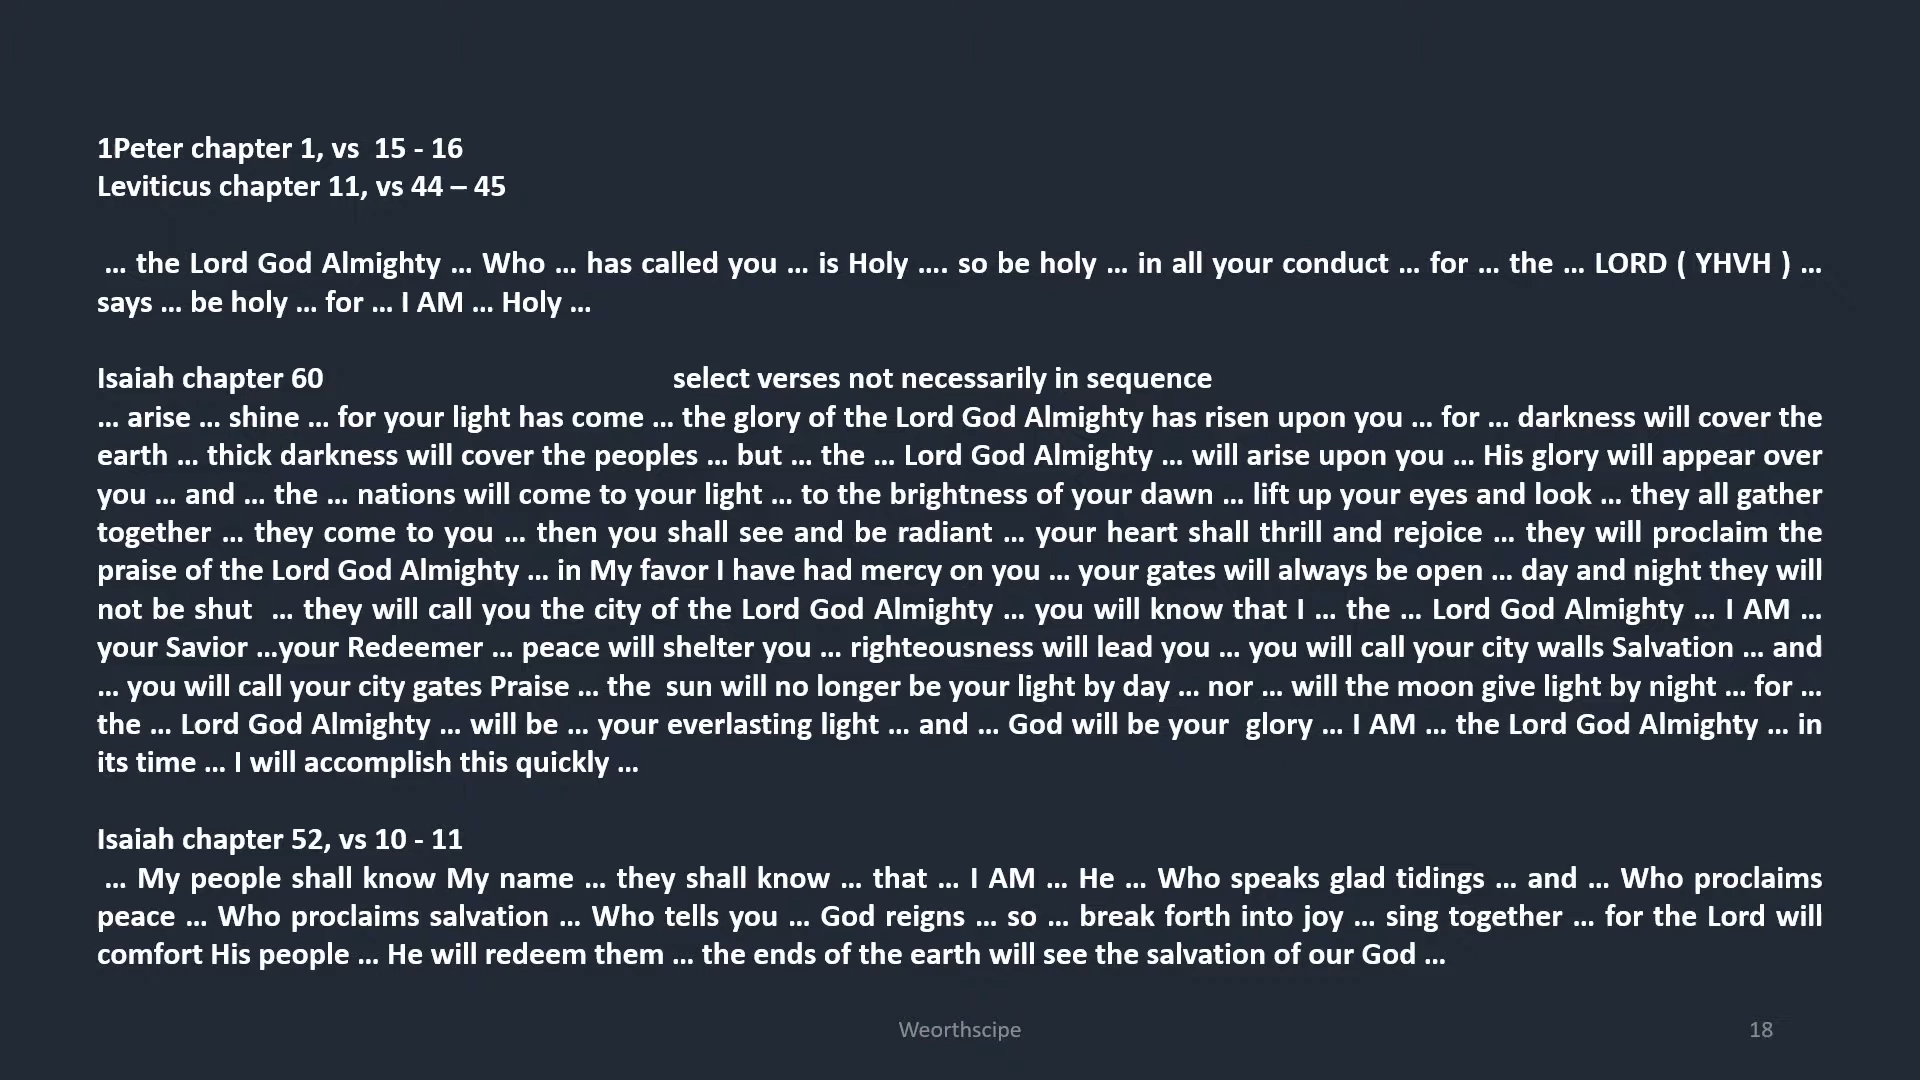 1Peter chapter 1, vs  15 - 16
Leviticus chapter 11, vs 44 – 45
... the Lord God Almighty ... Who ... has called you ... is Holy .... so be holy ... in all your conduct ... for ... the ... LORD ( YHVH ) ...
says ... be holy ... for ... I AM ... Holy ...
Isaiah chapter 60 select verses not necessarily in sequence
... arise ... shine ... for your light has come ... the glory of the Lord God Almighty has risen upon you ... for ... darkness will cover the
earth ... thick darkness will cover the peoples ... but ... the ... Lord God Almighty ... will arise upon you ... His glory will appear over
you ... and ... the ... nations will come to your light ... to the brightness of your dawn ... lift up your eyes and look ... they all gather
together ... they come to you ... then you shall see and be radiant ... your heart shall thrill and rejoice ... they will proclaim the
praise of the Lord God Almighty ... in My favor I have had mercy on you ... your gates will always be open ... day and night they will
not be shut  ... they will call you the city of the Lord God Almighty ... you will know that I ... the ... Lord God Almighty ... I AM ...
your Savior ...your Redeemer ... peace will shelter you ... righteousness will lead you ... you will call your city walls Salvation ... and
... you will call your city gates Praise ... the  sun will no longer be your light by day ... nor ... will the moon give light by night ... for ...
the ... Lord God Almighty ... will be ... your everlasting light ... and ... God will be your  glory ... I AM ... the Lord God Almighty ... in
its time ... I will accomplish this quickly ...
Isaiah chapter 52, vs 10 - 11
... My people shall know My name ... they shall know ... that ... I AM ... He ... Who speaks glad tidings ... and ... Who proclaims
peace ... Who proclaims salvation ... Who tells you ... God reigns ... so ... break forth into joy ... sing together ... for the Lord will
comfort His people ... He will redeem them ... the ends of the earth will see the salvation of our God ...
Weorthscipe 18